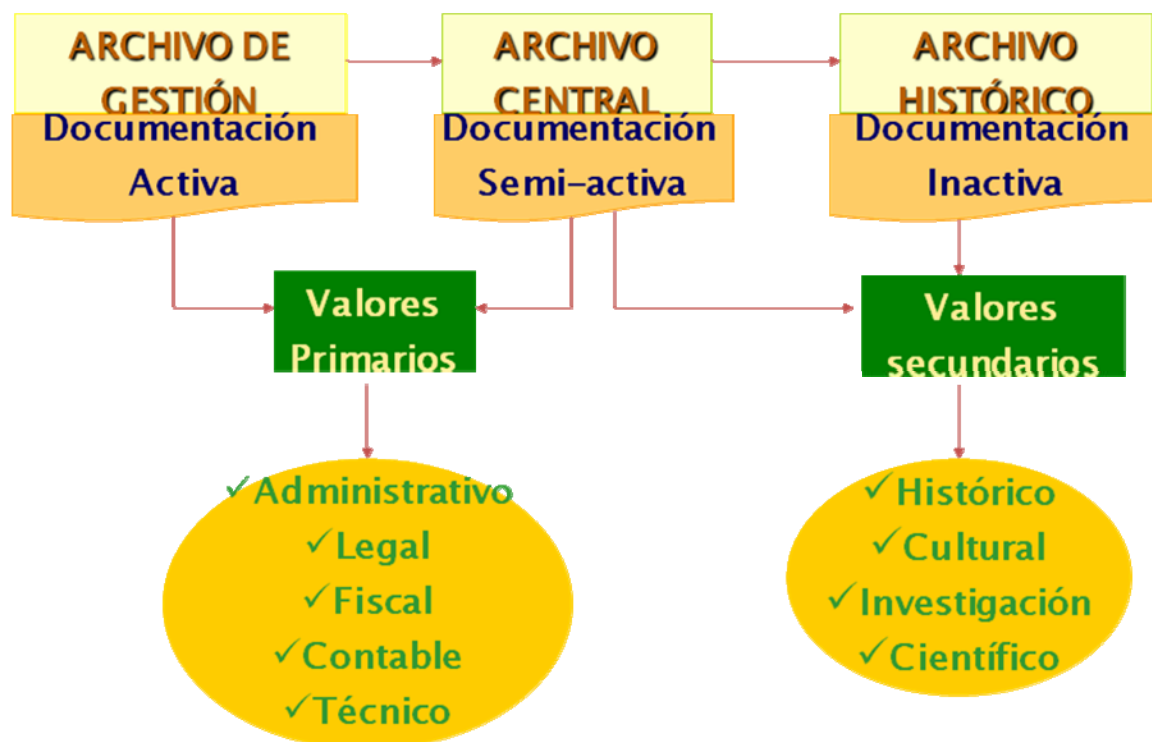 ARCHIVO DE
GESTIÓN
Documentación
Activa
ARCHIVO
CENTRAL
Documentación
Semi-activa
ARCHIVO
HISTÓRICO
Documentación
Inactiva
Valores
Primarios
Valores
secundarios
✓Administrativo
✓Legal
✓Fiscal
✓Contable
✓Técnico
✓Histórico
✓Cultural
✓Investigación
✓Científico